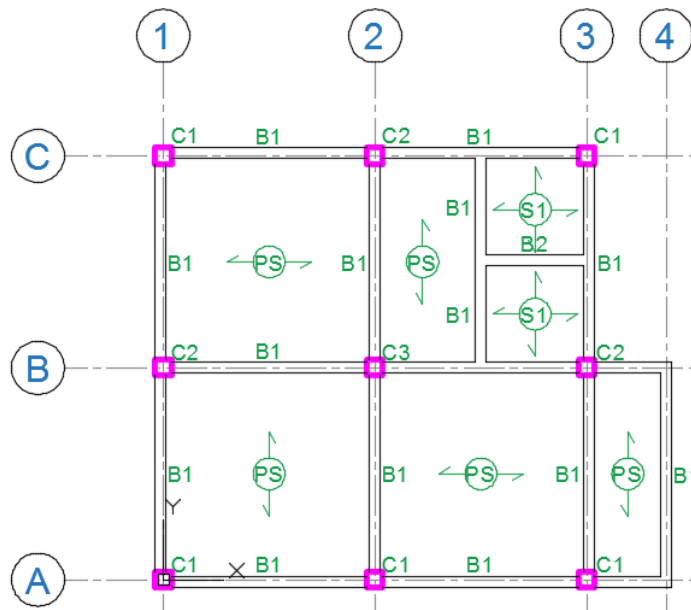 1 2 3 4
C1 B1 C2 B1 C1
C
B1 S1
B2
B1 PS B1 PS B1
S1
B1
C2 B1 C3 C2
B
B1 PS B1 PS B1 PS B1
Y
X
C1 B1 C1 B1 C1
A